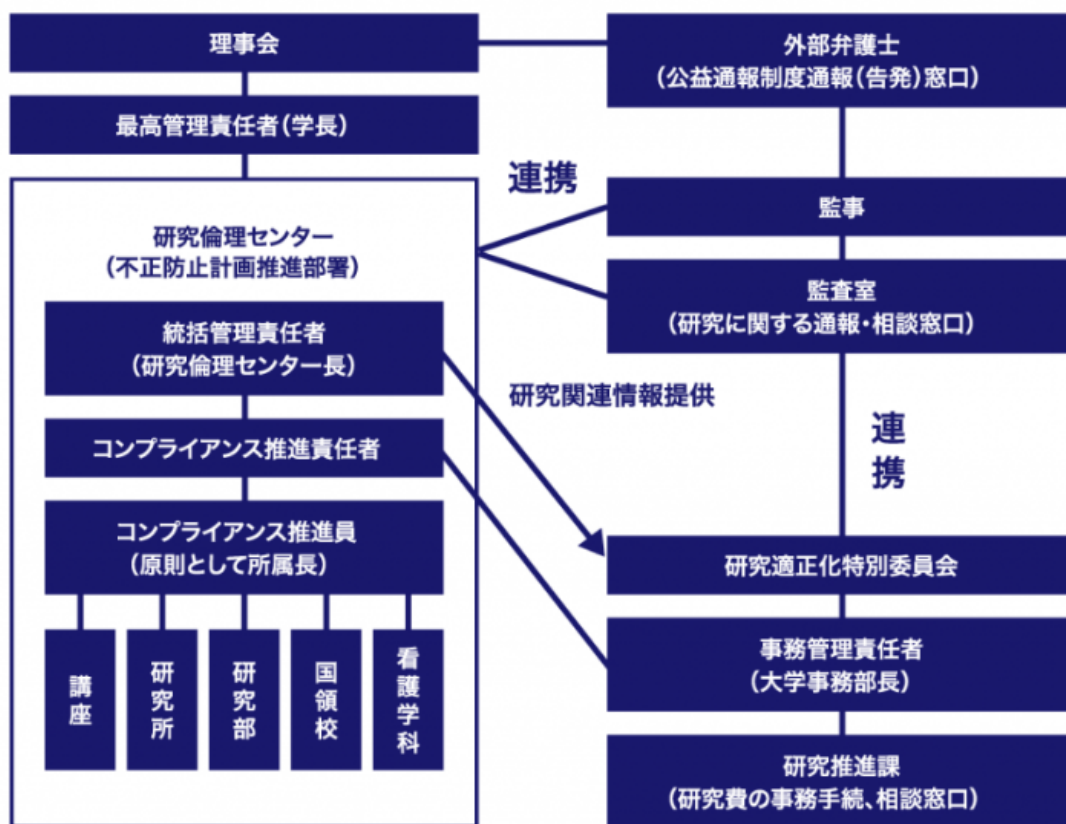 理事会
最高管理責任者(学長)
研究倫理センター
(不正防止計画推進部署)
統括管理責任者
(研究倫理センター長)
コンプライアンス推進責任者
コンプライアンス推進員
(原則として所属長)
講座
研究所
研究部
国領校
看護学科
連携
研究関連情報提供
外部弁護士
(公益通報制度通報(告発)窓口)
監事
監査室
(研究に関する通報・相談窓口)
連携
研究適正化特別委員会
事務管理責任者
(大学事務部長)
研究推進課
(研究費の事務手続、相談窓口)